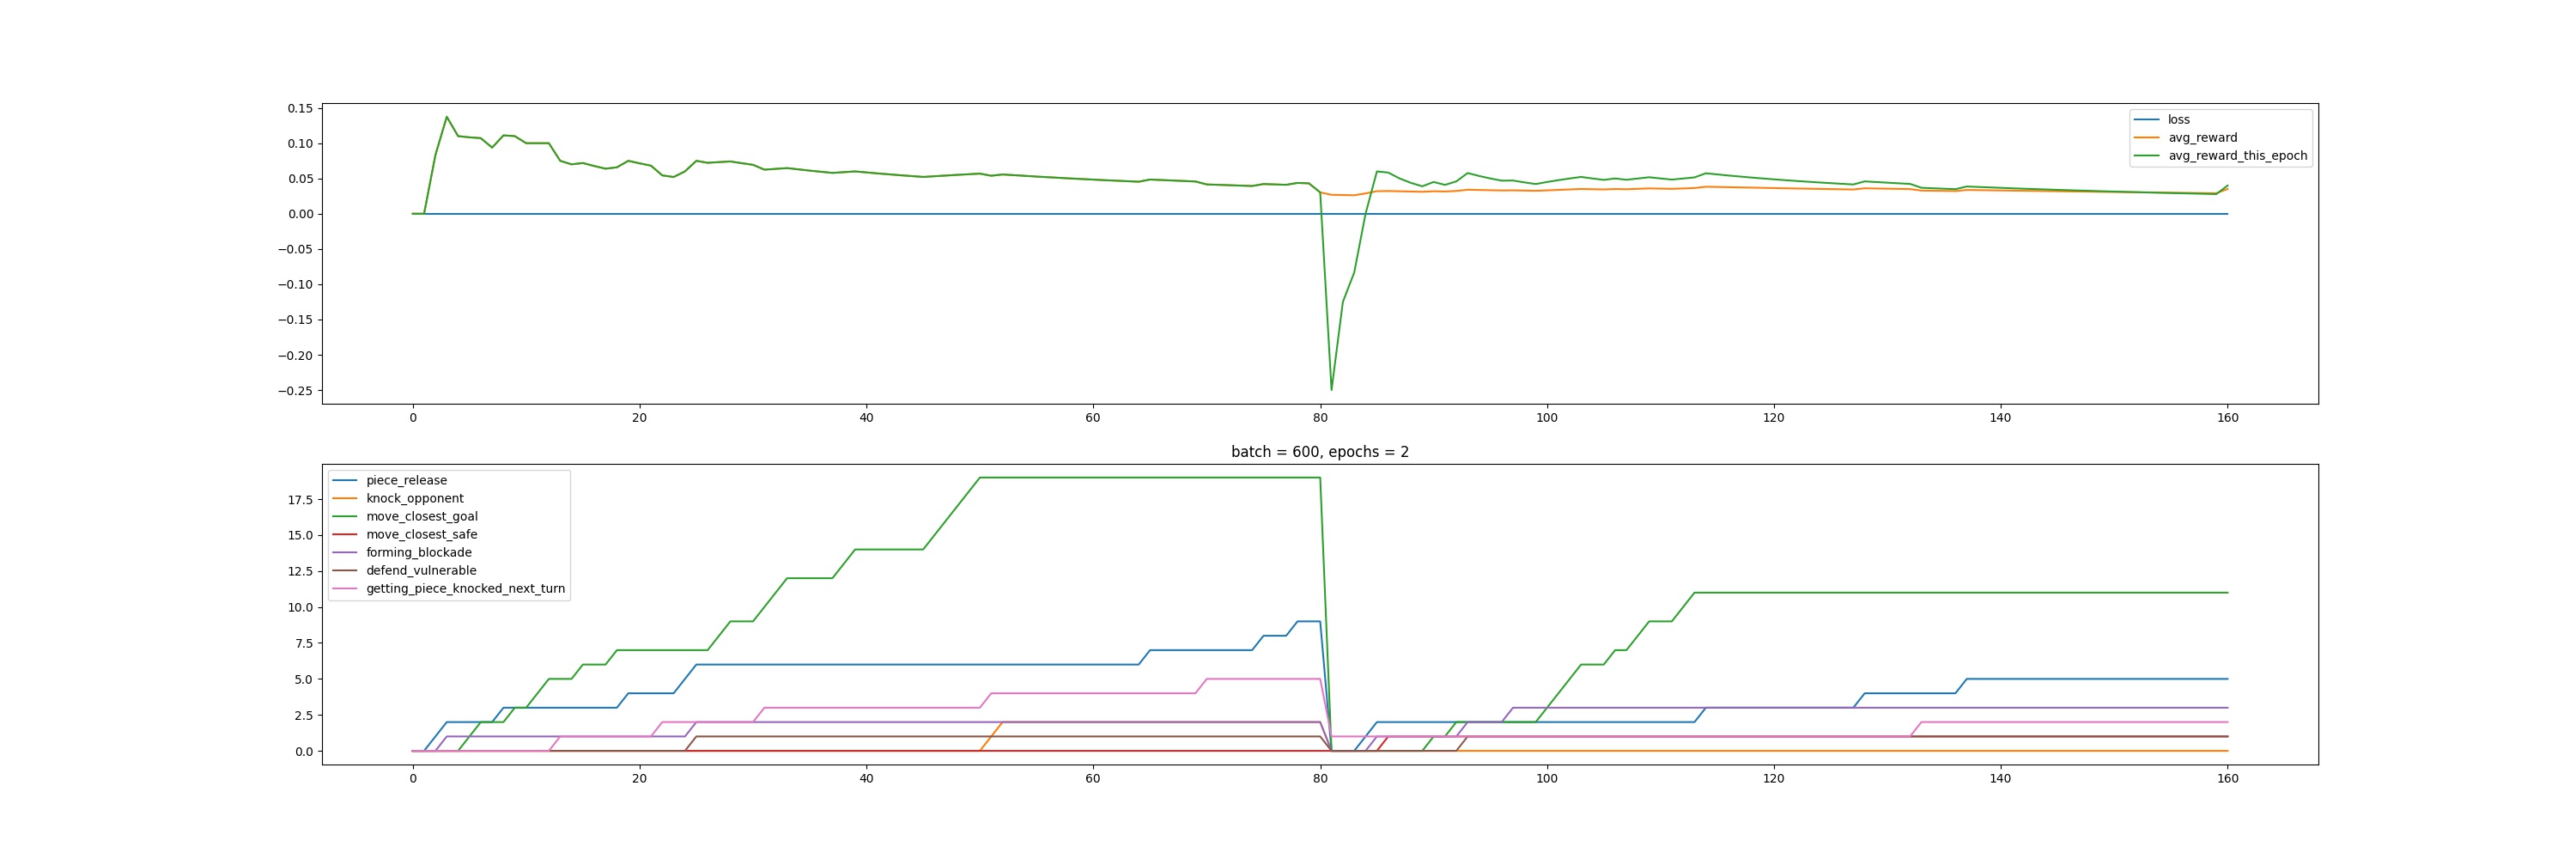 0.15
0.10
0.05
0.00
−0.05
−0.10
−0.15
−0.20
−0.25
loss
avg_reward
avg_reward_this_epoch
0 20 40 60 80 100 120 140 160
batch = 600, epochs = 2
17.5
15.0
12.5
10.0
7.5
5.0
2.5
0.0
piece_release
knock_opponent
move_closest_goal
move_closest_safe
forming_blockade
defend_vulnerable
getting_piece_knocked_next_turn
0 20 40 60 80 100 120 140 160